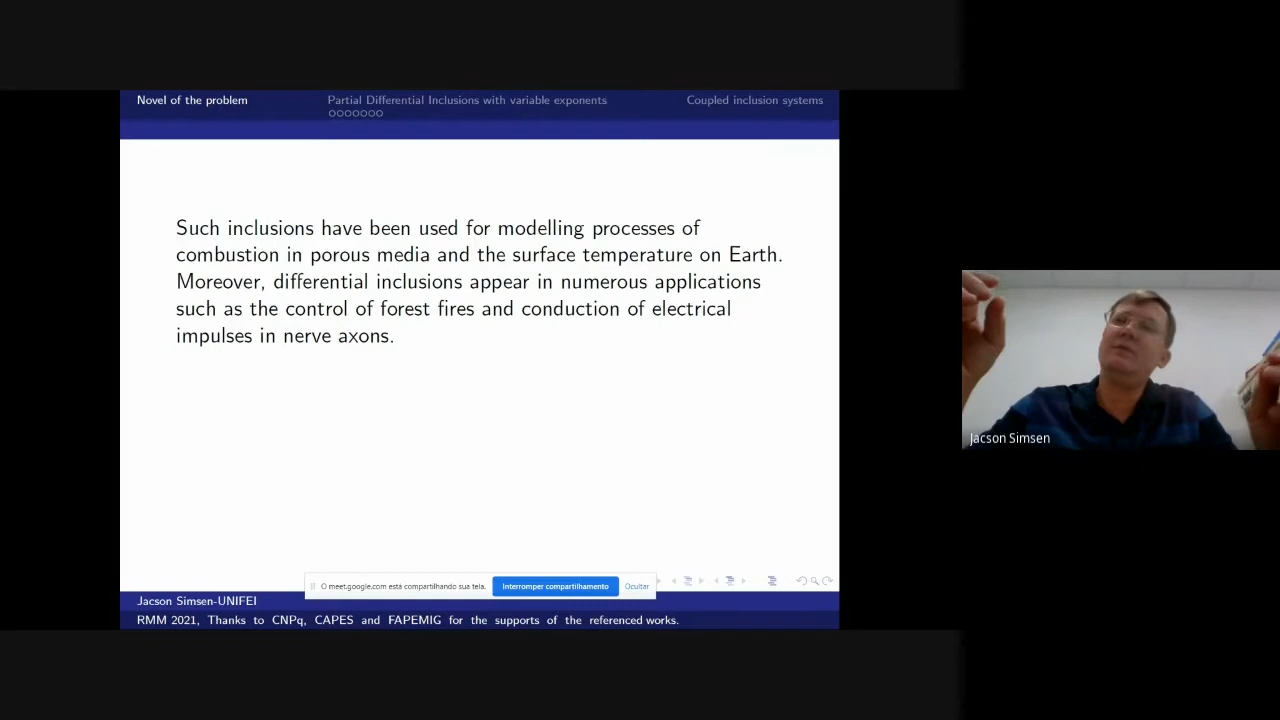 Novel of the problem
Partial Differential Inclusions with variable exponents
Coupled inclusion systems
Such inclusions have been used for modelling processes of
combustion in porous media and the surface temperature on Earth.
Moreover, differential inclusions appear in numerous applications
such as the control of forest fires and conduction of electrical
impulses in nerve axons.
Jacson Simsen
O meet.google.com está compartilhando sua tela.
Interromper compartilhamento
Ocultar
Jacson Simsen-UNIFEI
RMM 2021, Thanks to CNPq, CAPES and FAPEMIG for the supports of the referenced works.